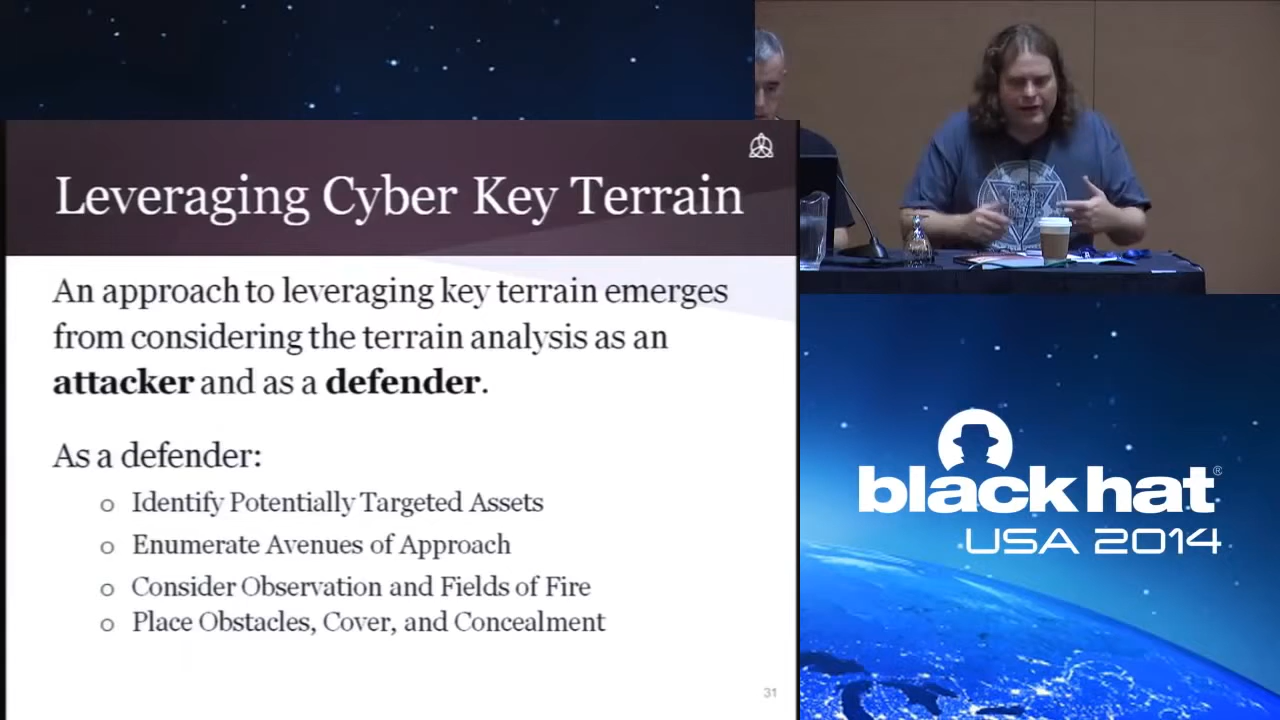 Leveraging Cyber Key Terrain
An approach to leveraging key terrain emerges
from considering the terrain analysis as an
attacker and as a defender.
As a defender:
o Identify Potentially Targeted Assets
o Enumerate Avenues of Approach
o Consider Observation and Fields of Fire
o Place Obstacles, Cover, and Concealment
31
black hat®
USA 2014